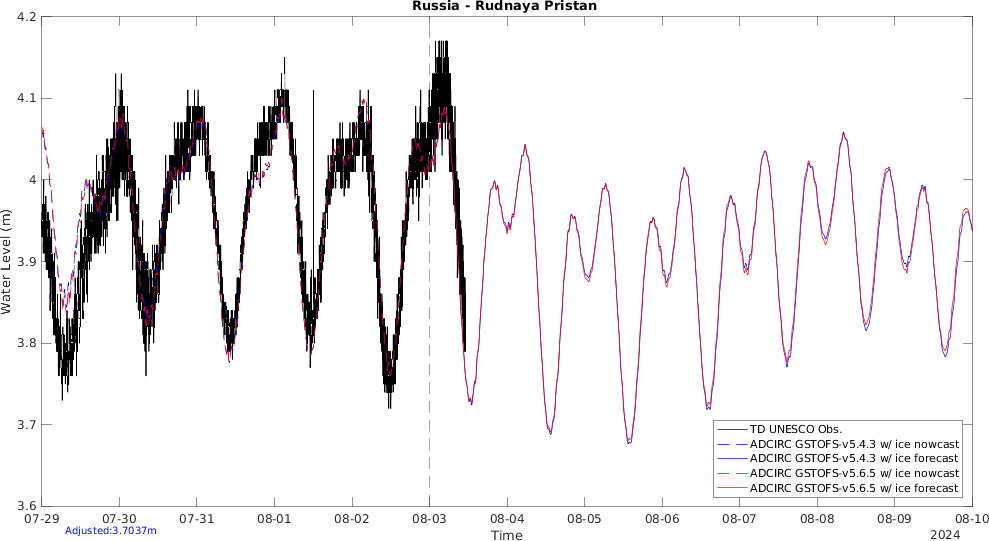 Russia - Rudnaya Pristan
4.2
4.1
4
3.9
3.8
3.7
3.6
Water Level (m)
TD UNESCO Obs.
ADCIRC GSTOFS-v5.4.3 w/ ice nowcast
ADCIRC GSTOFS-v5.4.3 w/ ice forecast
ADCIRC GSTOFS-v5.6.5 w/ ice nowcast
ADCIRC GSTOFS-v5.6.5 w/ ice forecast
07-29 07-30 07-31 08-01 08-02 08-03 08-04 08-05 08-06 08-07 08-08 08-09 08-10
Adjusted:3.7037m
Time
2024